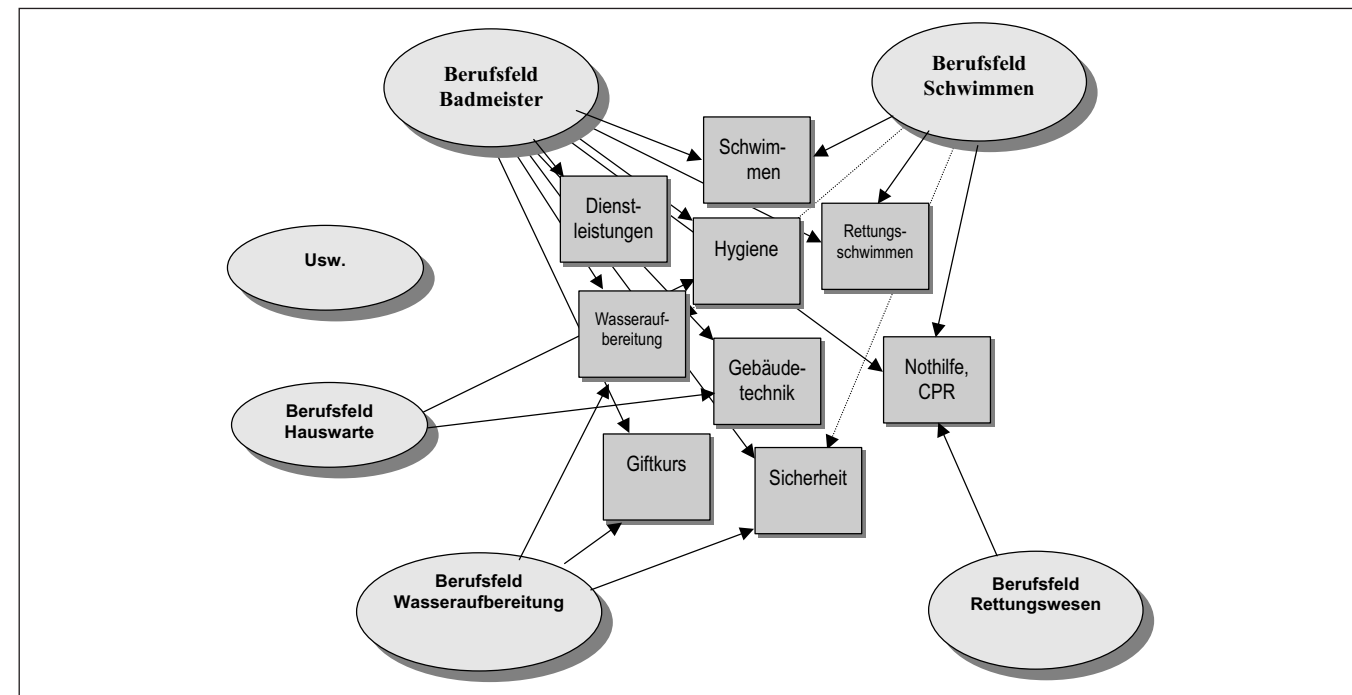 Berufsfeld
Badmeister
Berufsfeld
Schwimmen
Schwim-
men
Dienst-
leistungen
Rettungs-
schwimmen
Hygiene
Usw.
Wasserauf-
bereitung
Gebäude-
technik
Nothilfe,
CPR
Berufsfeld
Hauswarte
Giftkurs
Sicherheit
Berufsfeld
Wasseraufbereitung
Berufsfeld
Rettungswesen